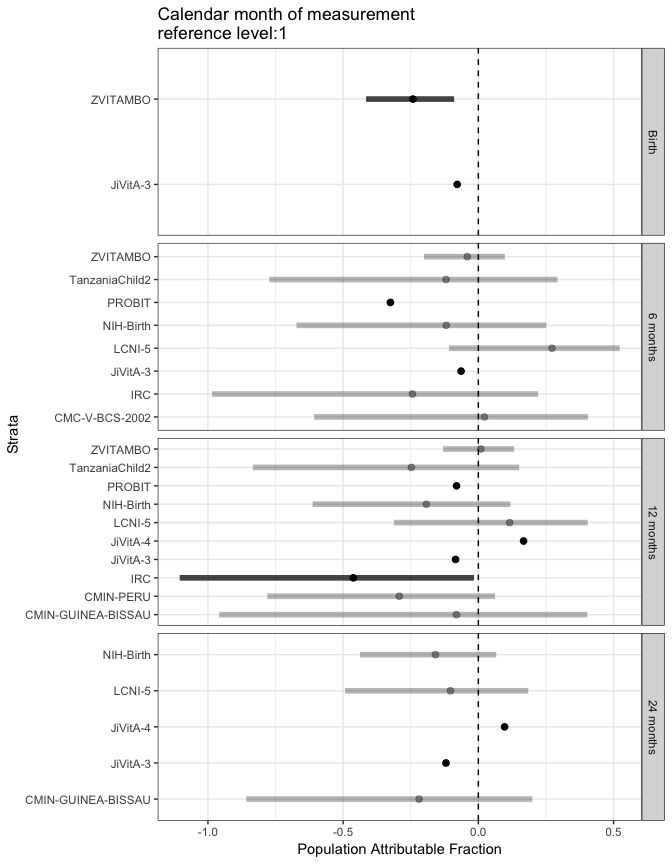 Calendar month of measurement
reference level:1
ZVITAMBO
JiVitA-3
Birth
ZVITAMBO
TanzaniaChild2
PROBIT
NIH-Birth
LCNI-5
JiVitA-3
IRC
CMC-V-BCS-2002
6 months
ZVITAMBO
TanzaniaChild2
PROBIT
NIH-Birth
LCNI-5
JiVitA-4
JiVitA-3
IRC
CMIN-PERU
CMIN-GUINEA-BISSAU
12 months
NIH-Birth
LCNI-5
JiVitA-4
JiVitA-3
CMIN-GUINEA-BISSAU
24 months
Strata
-1.0 -0.5 0.0 0.5
Population Attributable Fraction